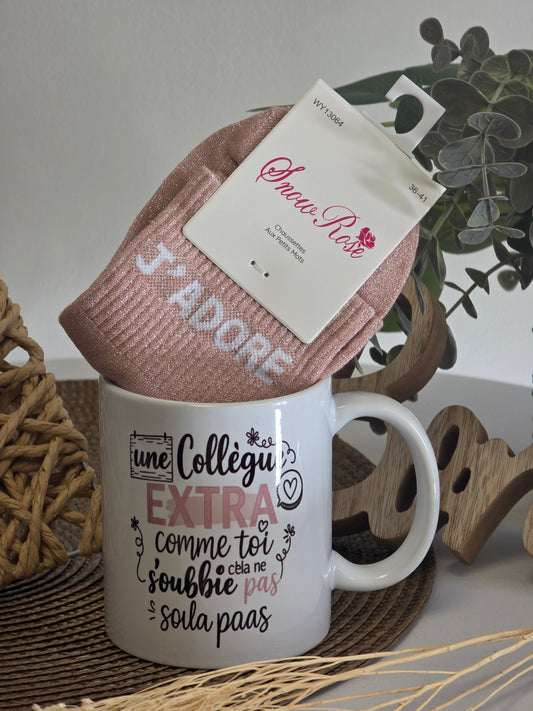 WY13064
36-41
Snow Rose
Chaussettes
Aux Petits Mots
J'ADORE
une Collègue
EXTRA
comme toi
cela ne
s'oubbie pas
soila paas